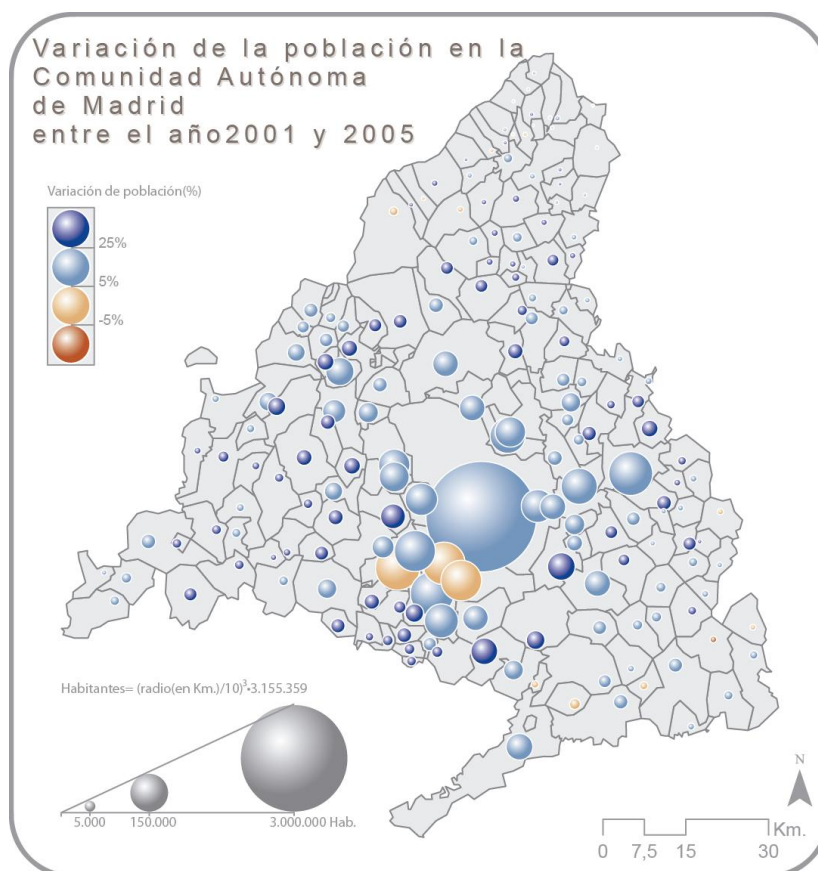 Variación de la población en la
Comunidad Autónoma
de Madrid
entre el año2001 y 2005
Variación de población(%)
25%
5%
-5%
Habitantes= (radio(en Km.)/10)³•3.155.359
5.000
150.000
3.000.000 Hab.
N
Km.
0
7,5
15
30